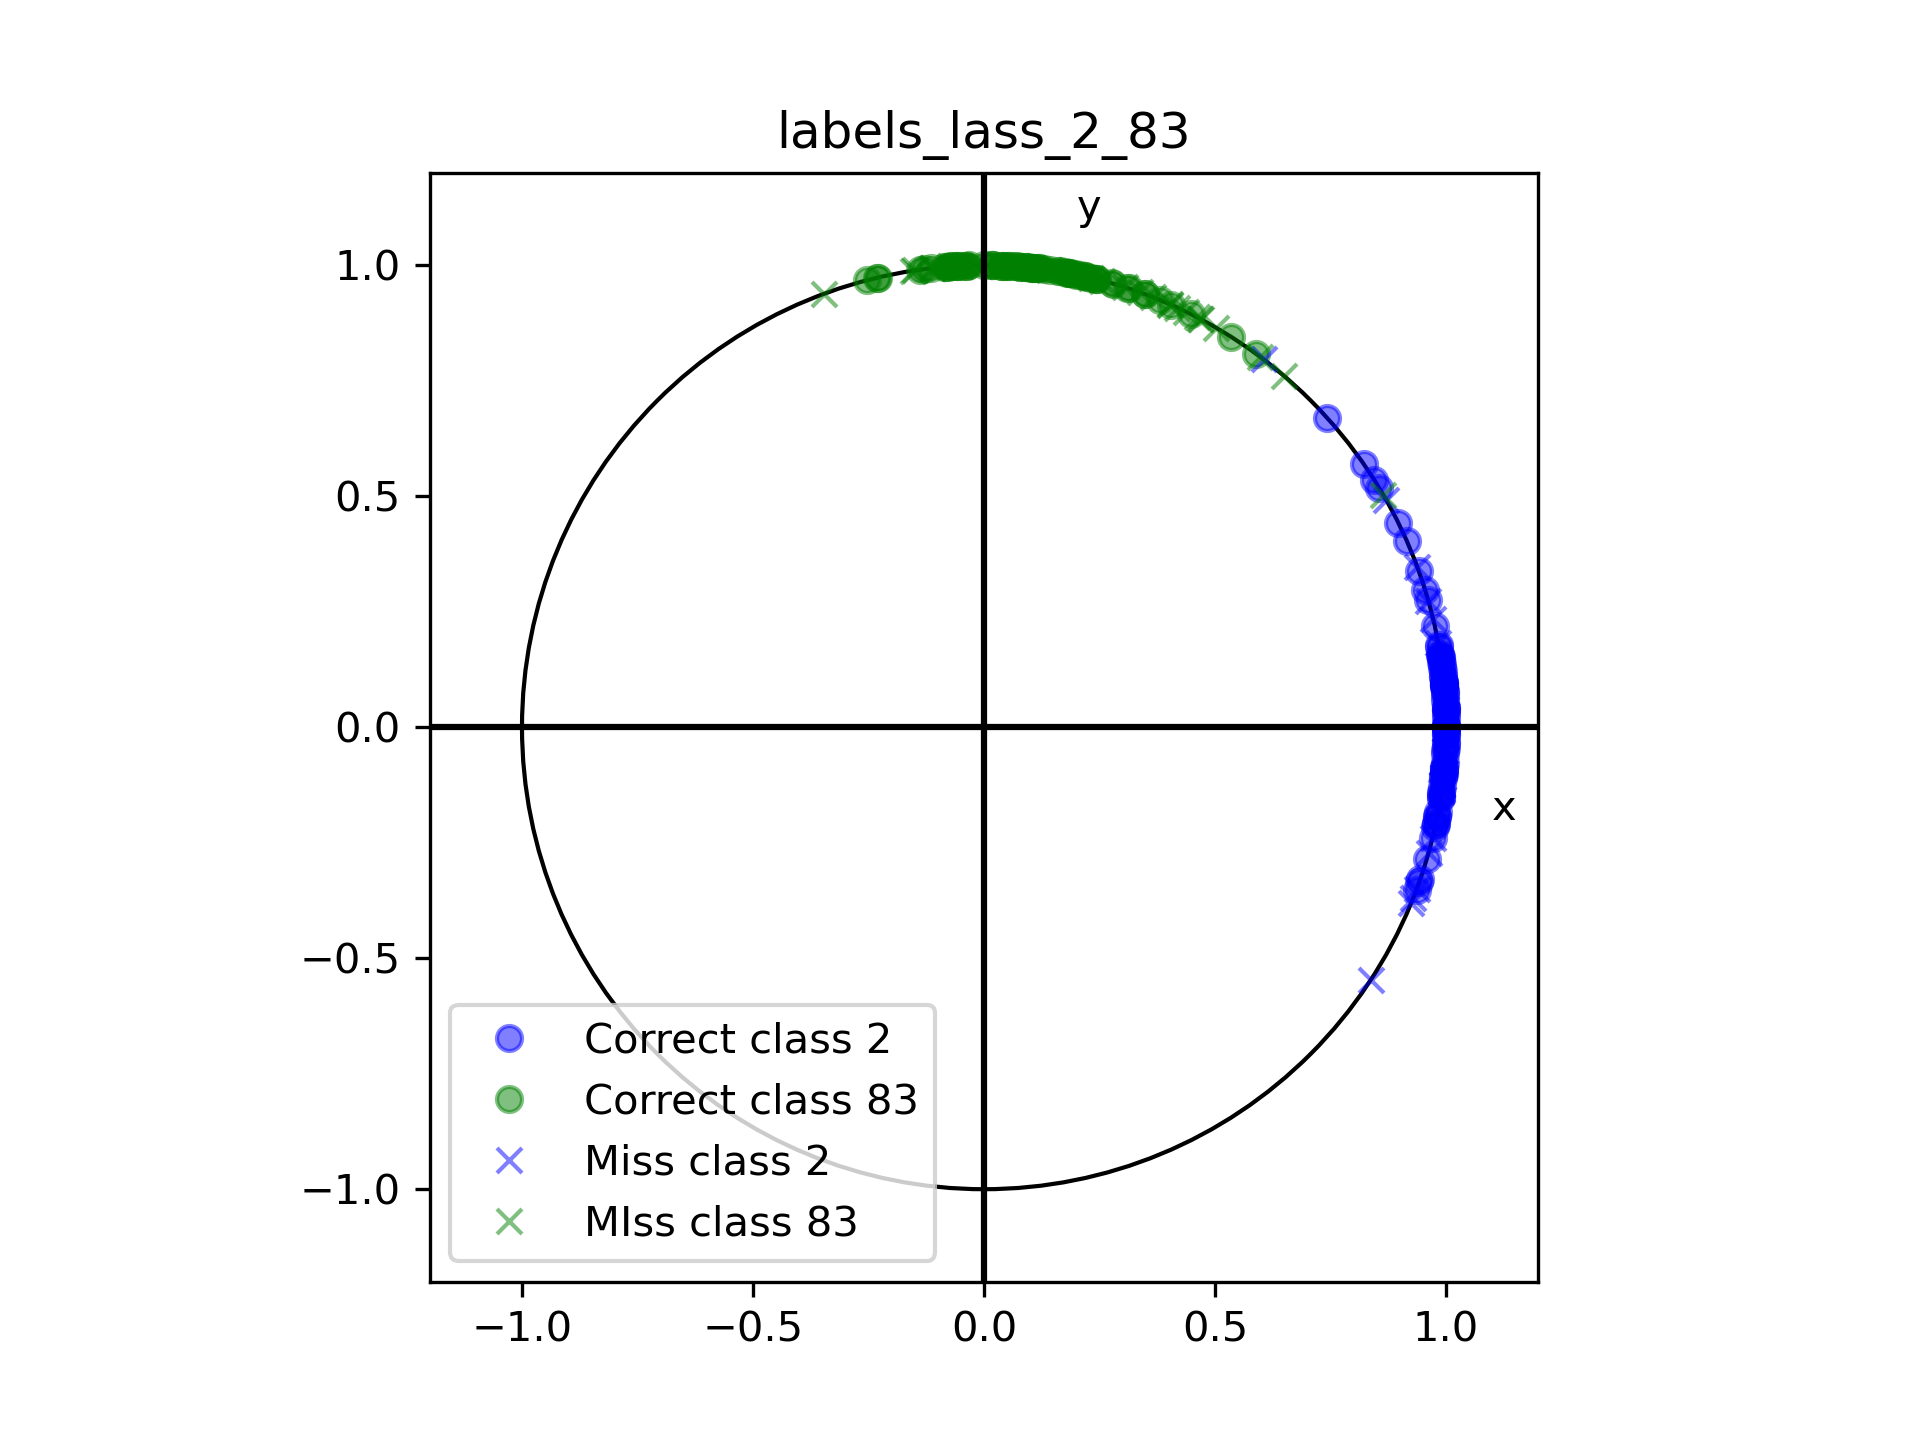 labels_lass_2_83
y
1.0
0.5
0.0
x
−0.5
−1.0
Correct class 2
Correct class 83
Miss class 2
MIss class 83
−1.0 −0.5 0.0 0.5 1.0